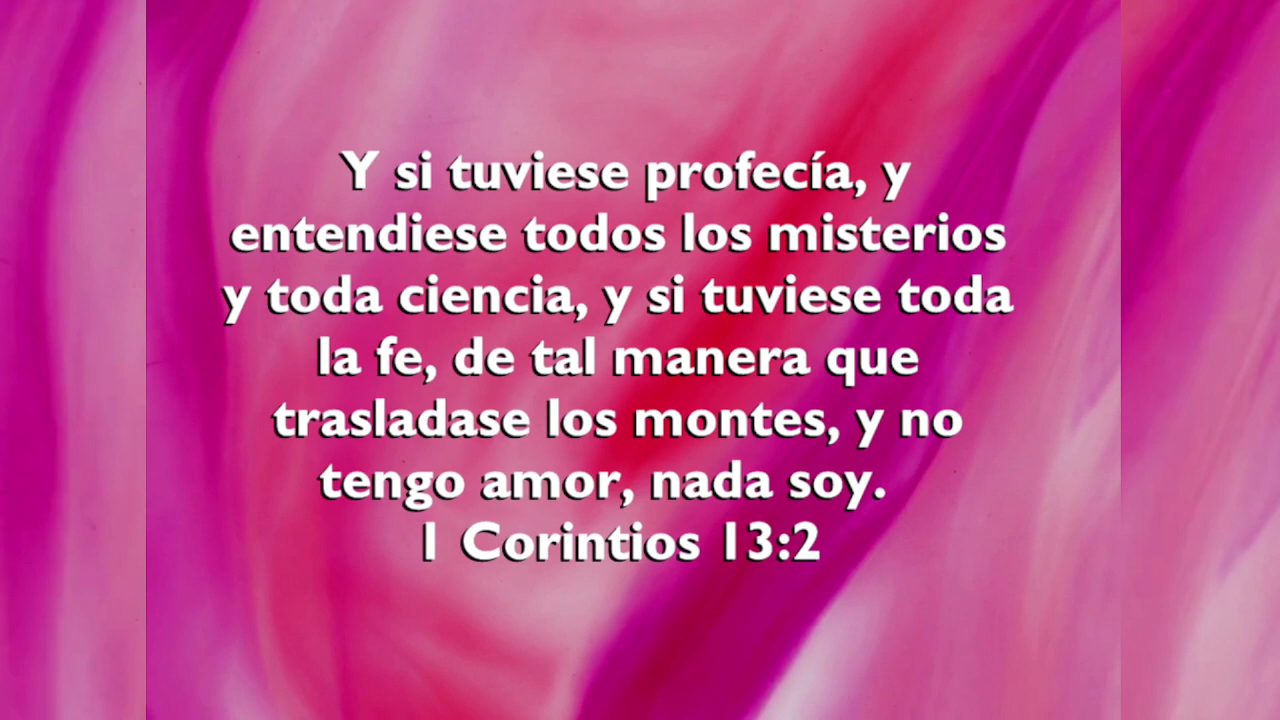 Y si tuviese profecía, y
entendiese todos los misterios
y toda ciencia, y si tuviese toda
la fe, de tal manera que
trasladase los montes, y no
tengo amor, nada soy.
1 Corintios 13:2